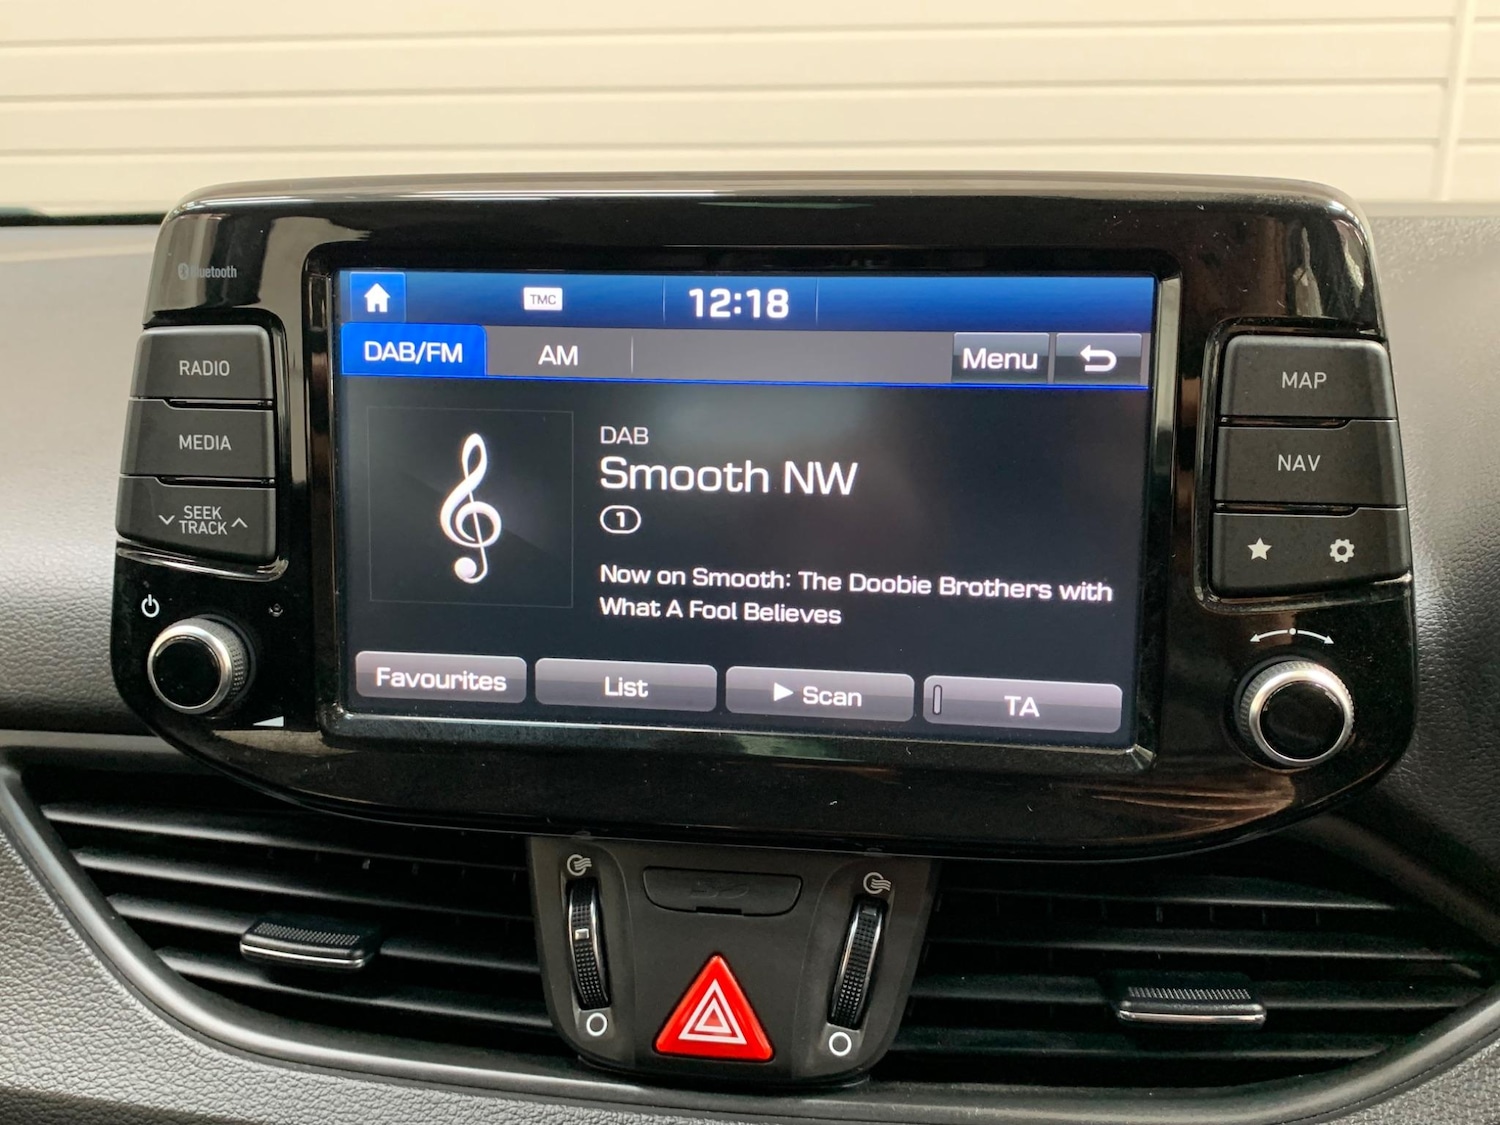 Bluetooth
TMC
12:18
DAB/FM
AM
Menu
RADIO
MEDIA
SEEK
TRACK
MAP
NAV
DAB
Smooth NW
1
Now on Smooth: The Doobie Brothers with
What A Fool Believes
Favourites
List
Scan
TA